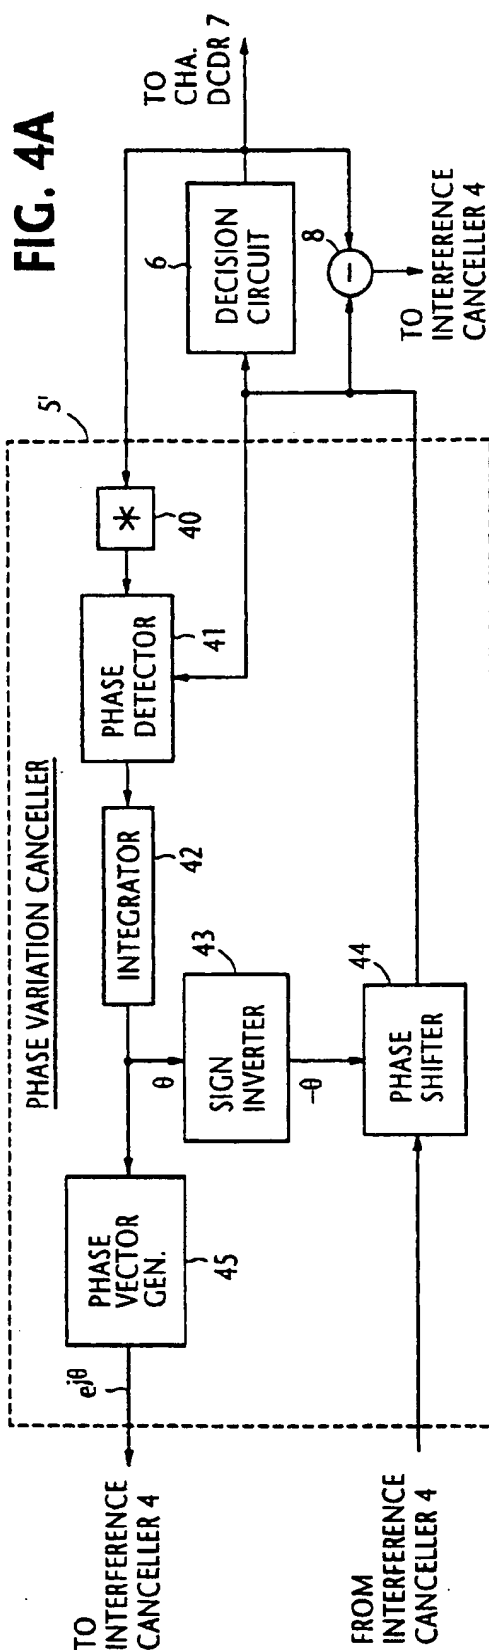 FIG. 4A
PHASE VARIATION CANCELLER
5'
TO
INTERFERENCE
CANCELLER 4
e^jθ
PHASE
VECTOR
GEN.
45
INTEGRATOR
42
PHASE
DETECTOR
41
*
40
θ
SIGN
INVERTER
43
-θ
FROM
INTERFERENCE
CANCELLER 4
PHASE
SHIFTER
44
6
DECISION
CIRCUIT
TO
CHA.
DCDR 7
8
−
TO
INTERFERENCE
CANCELLER 4